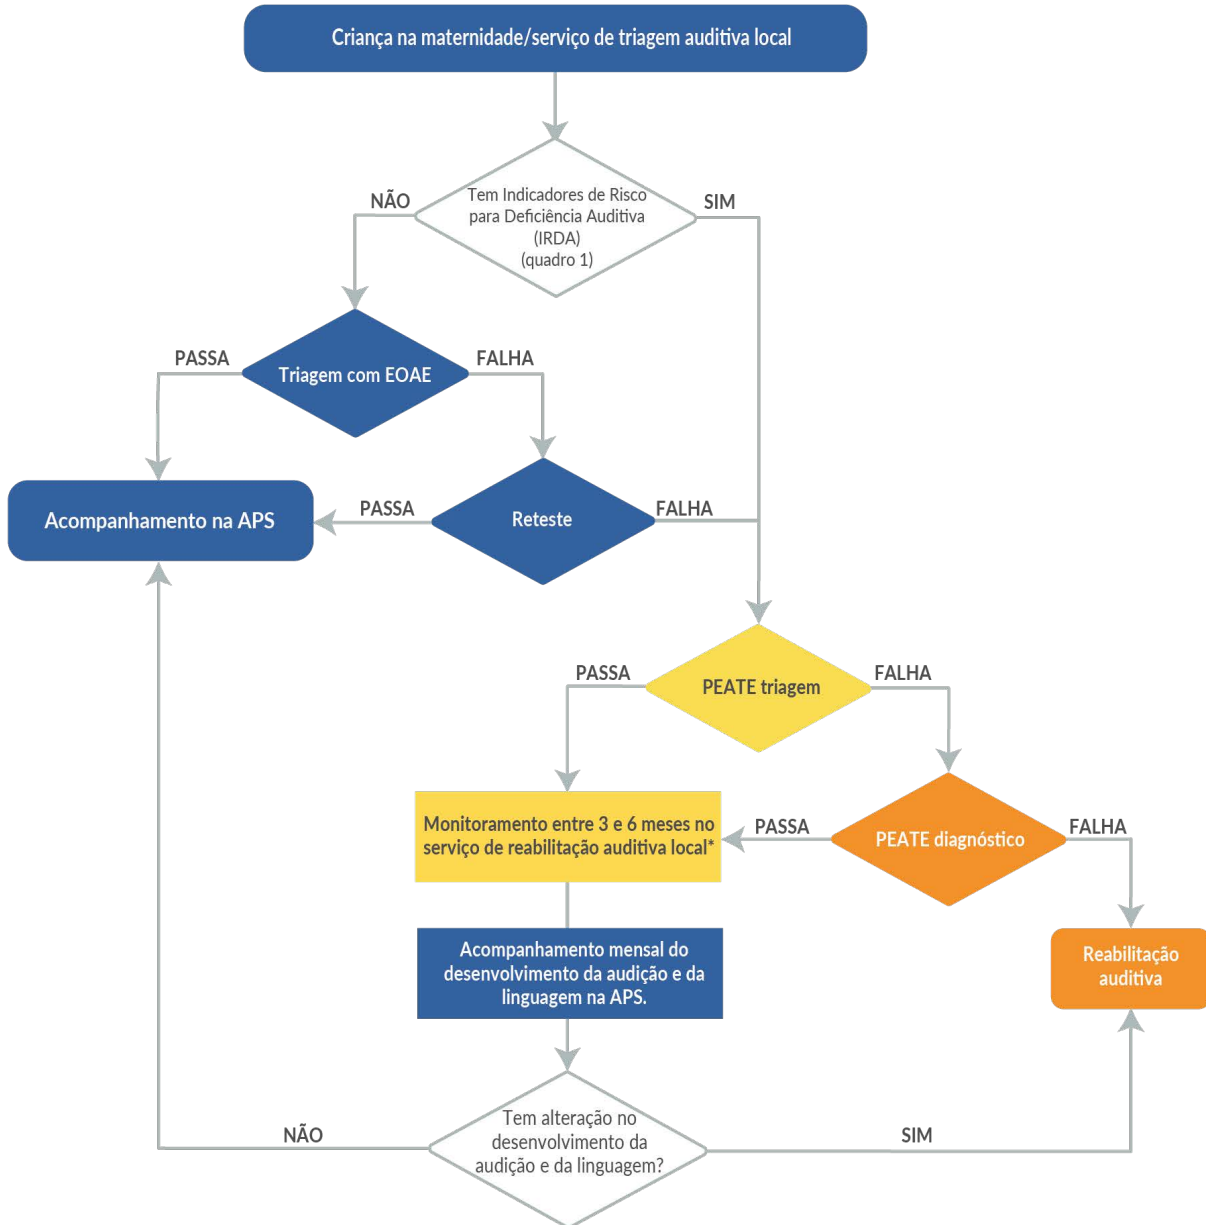 Criança na maternidade/serviço de triagem auditiva local
NÃO
SIM
Tem Indicadores de Risco
para Deficiência Auditiva
(IRDA)
(quadro 1)
PASSA
FALHA
Triagem com EOAE
Acompanhamento na APS
PASSA
Reteste
FALHA
PASSA
PEATE triagem
FALHA
Monitoramento entre 3 e 6 meses no
serviço de reabilitação auditiva local*
PASSA
PEATE diagnóstico
FALHA
Acompanhamento mensal do
desenvolvimento da audição e da
linguagem na APS.
Reabilitação
auditiva
NÃO
Tem alteração no
desenvolvimento da
audição e da linguagem?
SIM